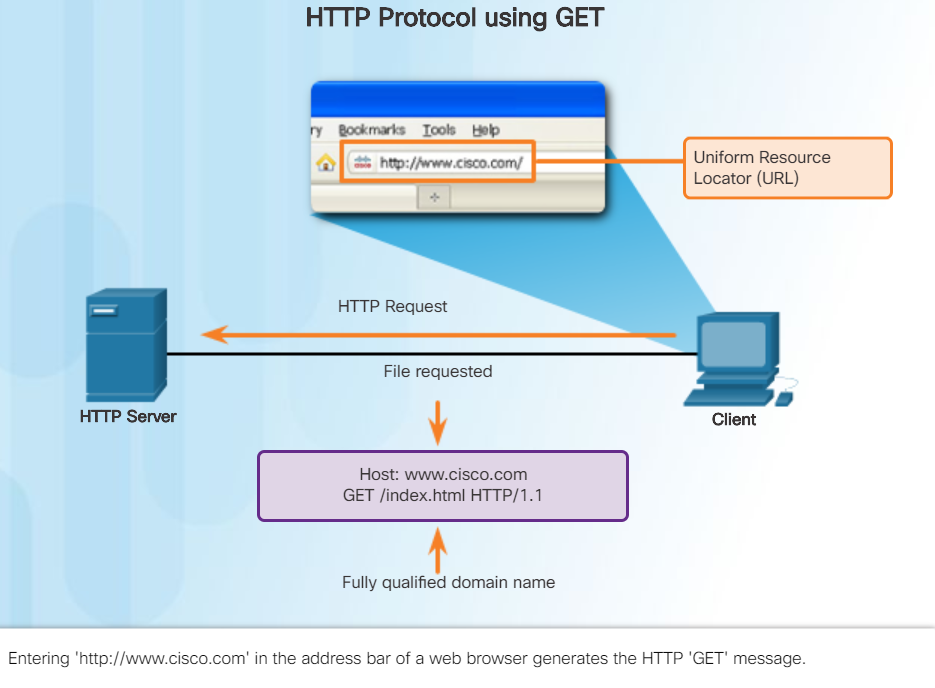 HTTP Protocol using GET
ry Bookmarks Tools Help
cisco http://www.cisco.com/
Uniform Resource
Locator (URL)
HTTP Request
File requested
HTTP Server
Client
Host: www.cisco.com
GET /index.html HTTP/1.1
Fully qualified domain name
Entering 'http://www.cisco.com' in the address bar of a web browser generates the HTTP 'GET' message.